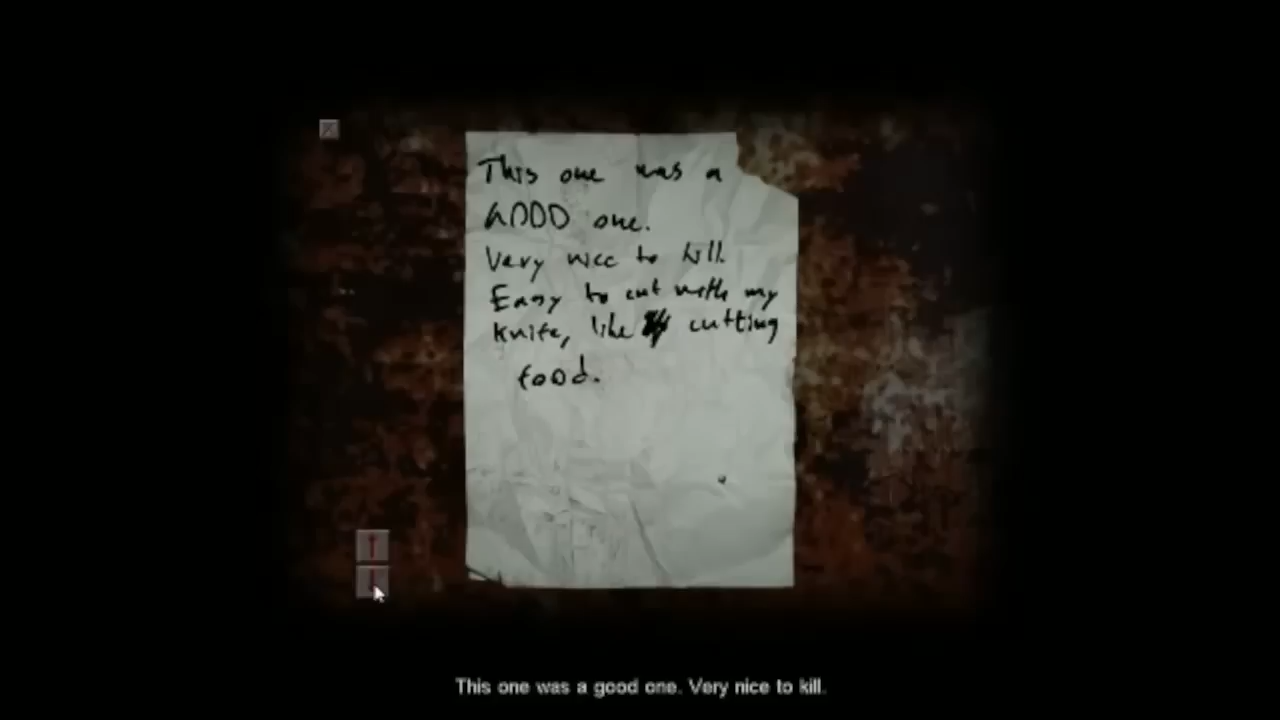 This one was a
GOOD one.
Very nice to kill.
Easy to cut with my
knife, like cutting
food.
This one was a good one. Very nice to kill.